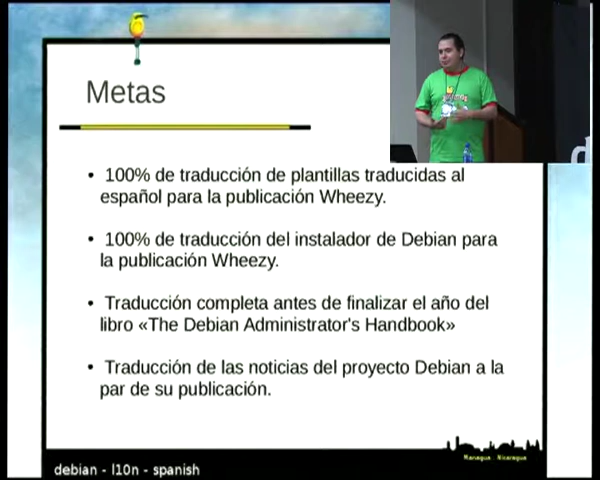 Metas
• 100% de traducción de plantillas traducidas al
español para la publicación Wheezy.
• 100% de traducción del instalador de Debian para
la publicación Wheezy.
• Traducción completa antes de finalizar el año del
libro «The Debian Administrator's Handbook»
• Traducción de las noticias del proyecto Debian a la
par de su publicación.
Managua - Nicaragua
debian - l10n - spanish